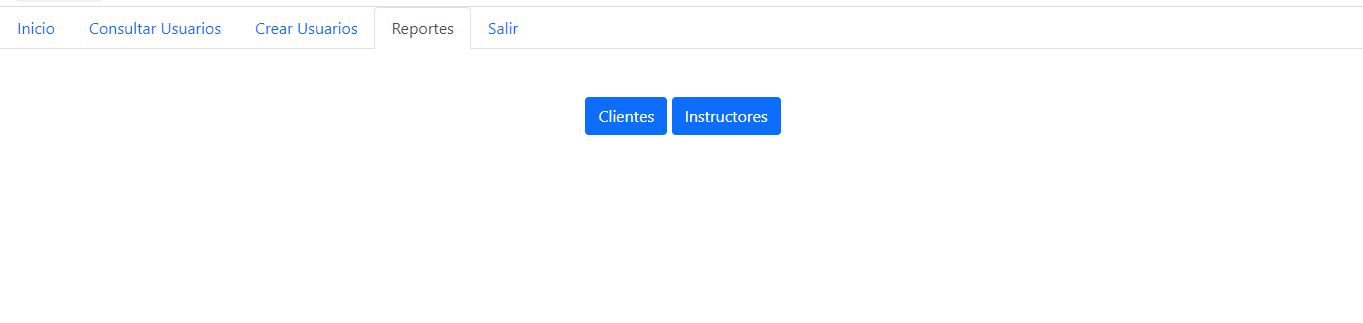 Inicio Consultar Usuarios Crear Usuarios Reportes Salir
Clientes Instructores